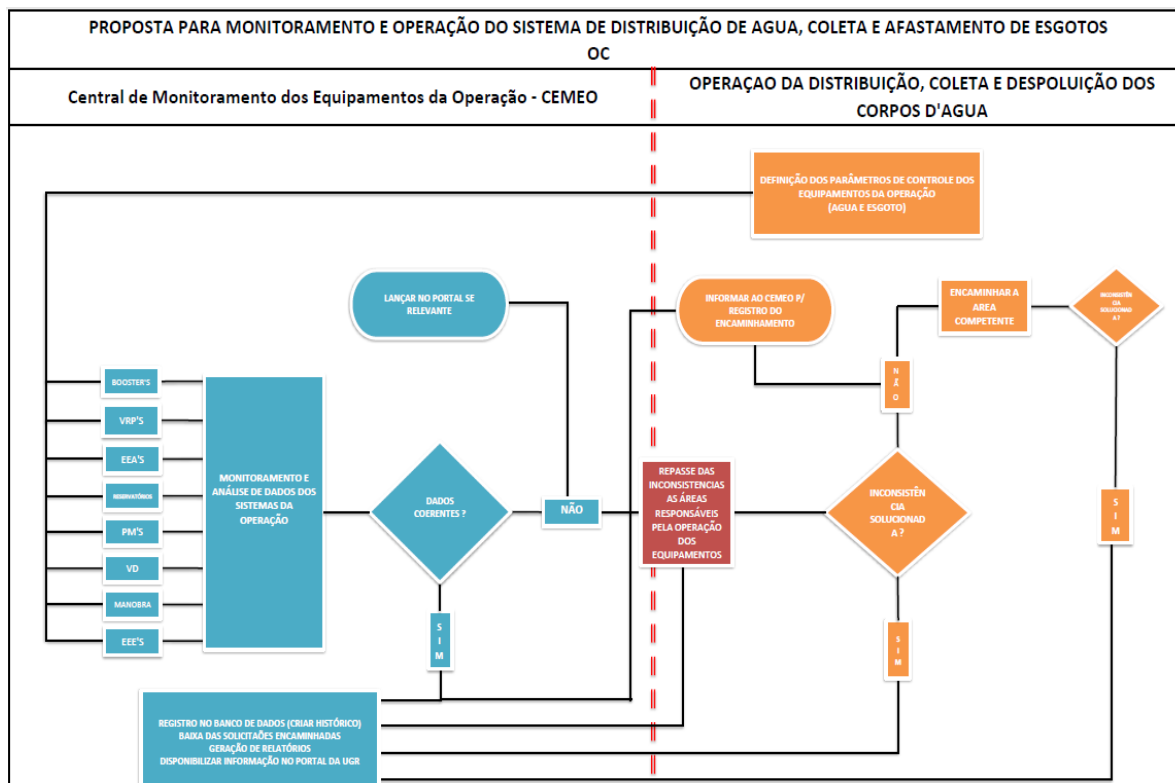 PROPOSTA PARA MONITORAMENTO E OPERAÇÃO DO SISTEMA DE DISTRIBUIÇÃO DE AGUA, COLETA E AFASTAMENTO DE ESGOTOS
OC
Central de Monitoramento dos Equipamentos da Operação - CEMEO
OPERAÇAO DA DISTRIBUIÇÃO, COLETA E DESPOLUIÇÃO DOS
CORPOS D'AGUA
DEFINIÇÃO DOS PARÂMETROS DE CONTROLE DOS
EQUIPAMENTOS DA OPERAÇÃO
(AGUA E ESGOTO)
LANÇAR NO PORTAL SE
RELEVANTE
INFORMAR AO CEMEO P/
REGISTRO DO
ENCAMINHAMENTO
ENCAMINHAR A
AREA
COMPETENTE
INCONSISTÊN
CIA
SOLUCIONAD
A?
N
Ã
O
BOOSTER'S
VRP'S
EEA'S
RESERVATÓRIOS
PM'S
VD
MANOBRA
EEE'S
MONITORAMENTO E
ANÁLISE DE DADOS DOS
SISTEMAS DA
OPERAÇÃO
DADOS
COERENTES ?
NÃO
REPASSE DAS
INCONSISTENCIAS
AS ÁREAS
RESPONSÁVEIS
PELA OPERAÇÃO
DOS
EQUIPAMENTOS
INCONSISTÊN
CIA
SOLUCIONAD
A ?
S
I
M
S
I
M
S
I
M
REGISTRO NO BANCO DE DADOS (CRIAR HISTÓRICO)
BAIXA DAS SOLICITAÕES ENCAMINHADAS
GERAÇÃO DE RELATÓRIOS
DISPONIBILIZAR INFORMAÇÃO NO PORTAL DA UGR